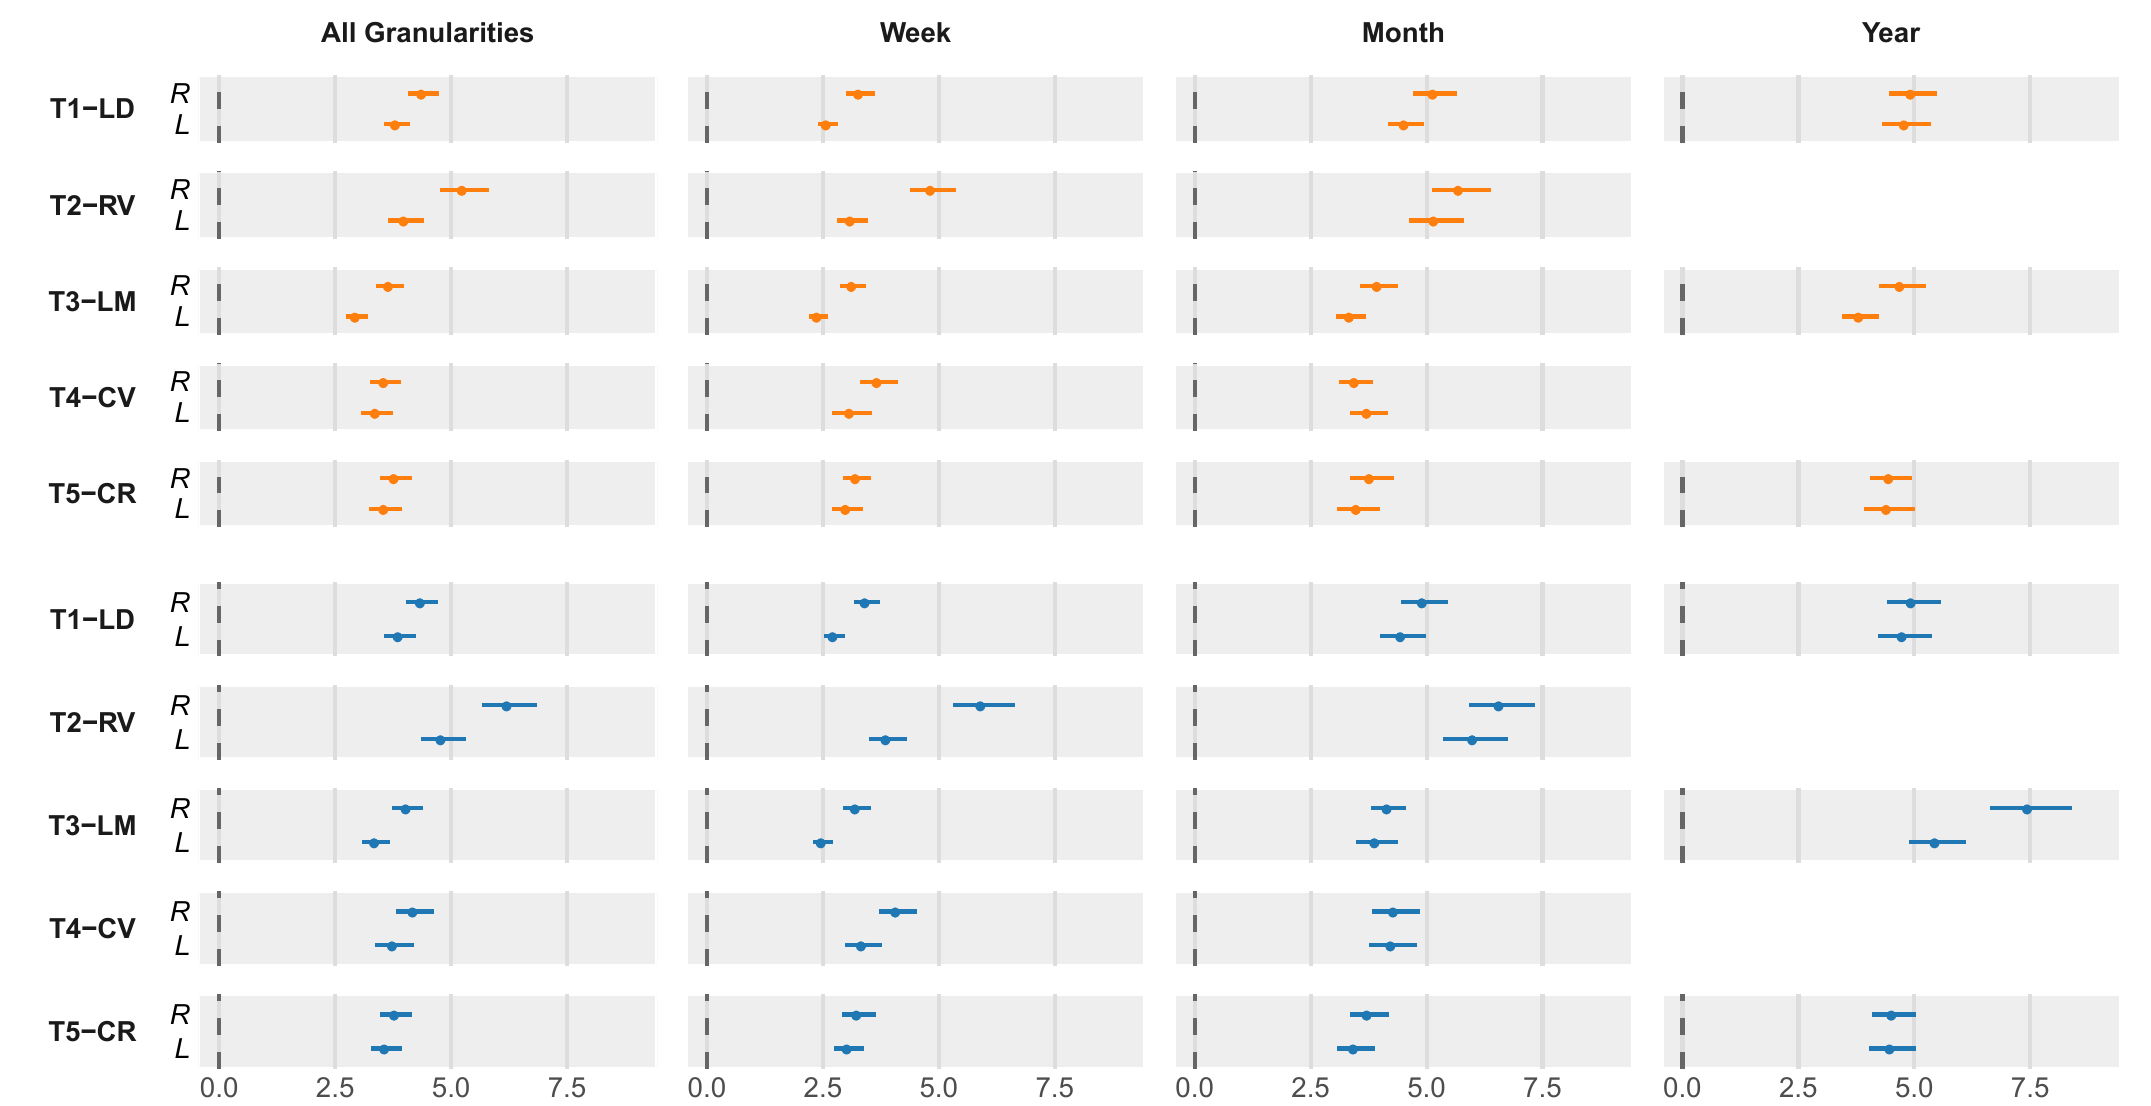 All Granularities Week Month Year
T1−LD R
L
T2−RV R
L
T3−LM R
L
T4−CV R
L
T5−CR R
L
T1−LD R
L
T2−RV R
L
T3−LM R
L
T4−CV R
L
T5−CR R
L
0.0 2.5 5.0 7.5 0.0 2.5 5.0 7.5 0.0 2.5 5.0 7.5 0.0 2.5 5.0 7.5